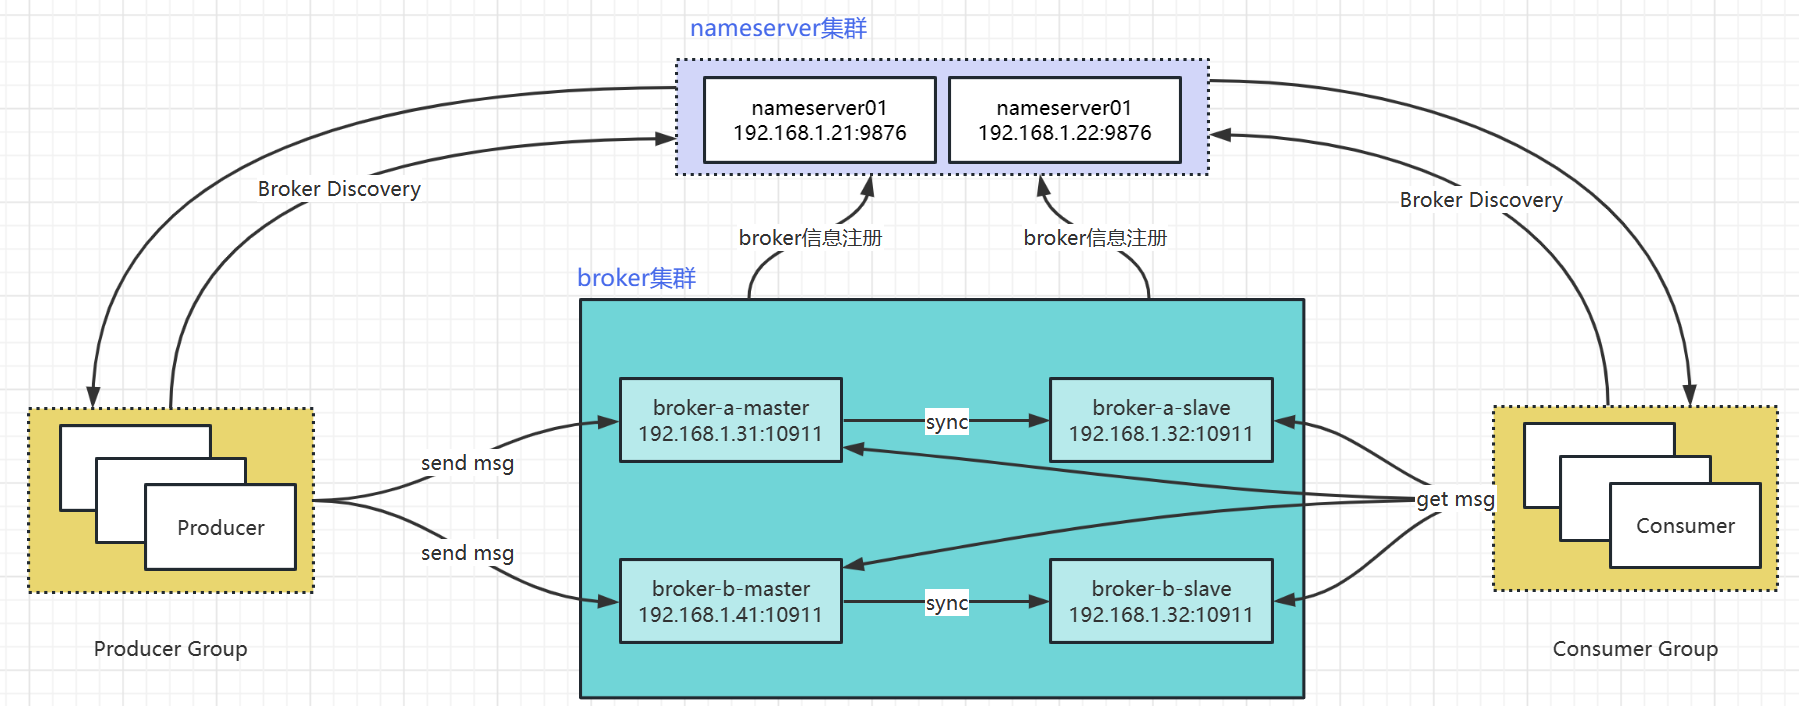 nameserver集群
nameserver01
192.168.1.21:9876
nameserver01
192.168.1.22:9876
Broker Discovery
Broker Discovery
broker信息注册
broker信息注册
broker集群
broker-a-master
192.168.1.31:10911
sync
broker-a-slave
192.168.1.32:10911
send msg
get msg
Producer
Consumer
send msg
broker-b-master
192.168.1.41:10911
sync
broker-b-slave
192.168.1.32:10911
Producer Group
Consumer Group